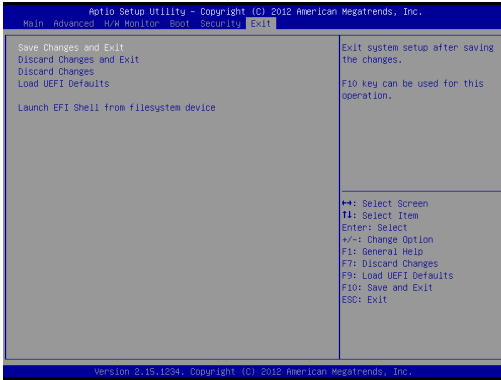 Aptio Setup Utility - Copyright (C) 2012 American Megatrends, Inc.
Main Advanced H/W Monitor Boot Security Exit
Save Changes and Exit
Discard Changes and Exit
Discard Changes
Load UEFI Defaults
Launch EFI Shell from filesystem device
Exit system setup after saving
the changes.
F10 key can be used for this
operation.
↔: Select Screen
↑↓: Select Item
Enter: Select
+/-: Change Option
F1: General Help
F7: Discard Changes
F9: Load UEFI Defaults
F10: Save and Exit
ESC: Exit
Version 2.15.1234. Copyright (C) 2012 American Megatrends, Inc.